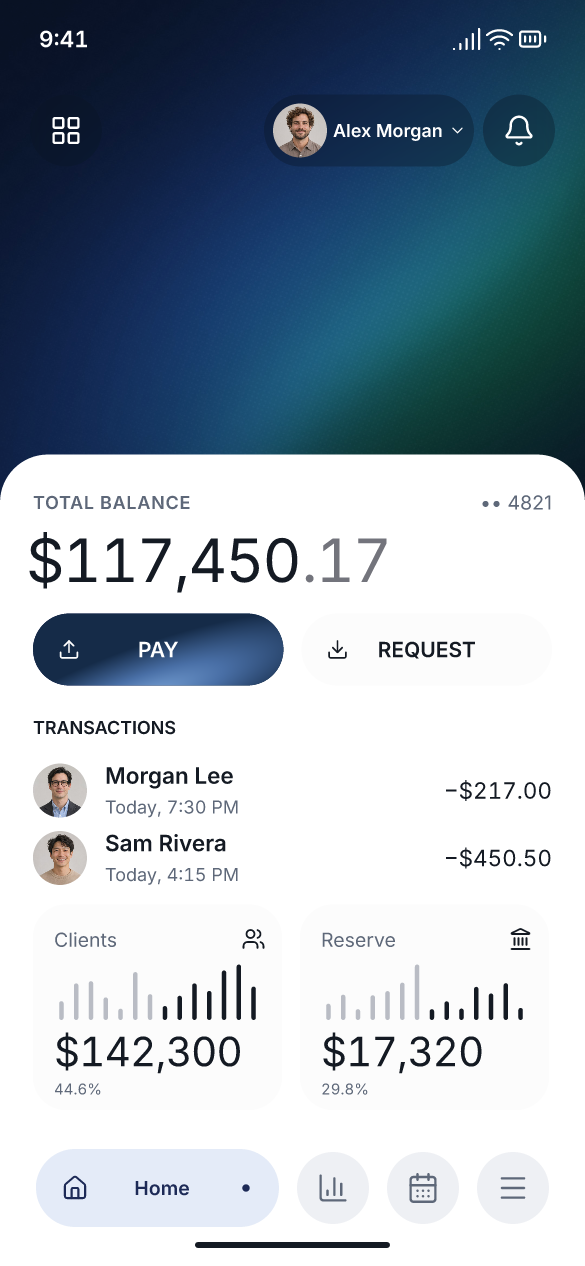 9:41
Alex Morgan
TOTAL BALANCE
•• 4821
$117,450.17
PAY
REQUEST
TRANSACTIONS
Morgan Lee
Today, 7:30 PM
−$217.00
Sam Rivera
Today, 4:15 PM
−$450.50
Clients
Reserve
$142,300
$17,320
44.6%
29.8%
Home